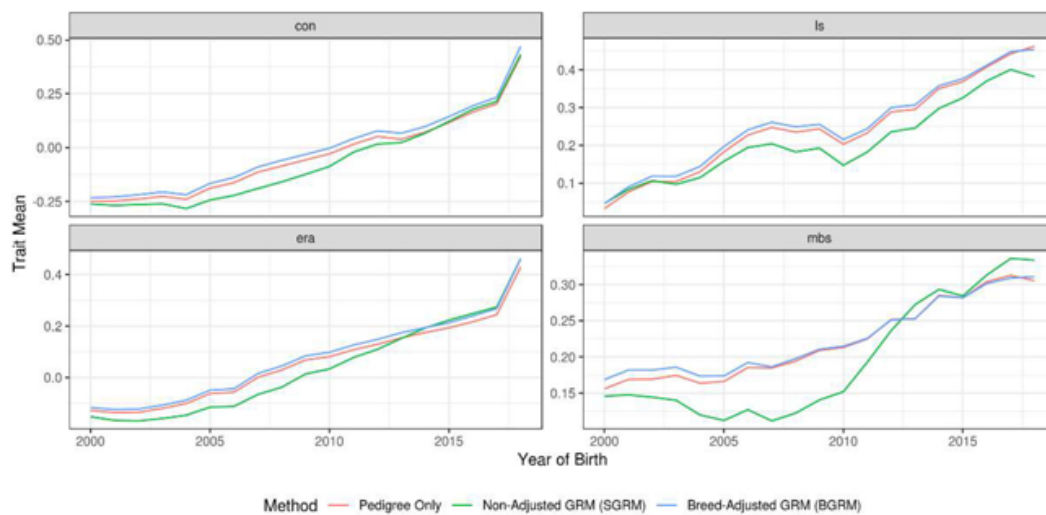 con
ls
0.50
0.25
0.00
-0.25
0.4
0.3
0.2
0.1
Trait Mean
era
mbs
0.4
0.2
0.0
0.30
0.25
0.20
0.15
2000 2005 2010 2015
2000 2005 2010 2015
Year of Birth
Method Pedigree Only Non-Adjusted GRM (SGRM) Breed-Adjusted GRM (BGRM)